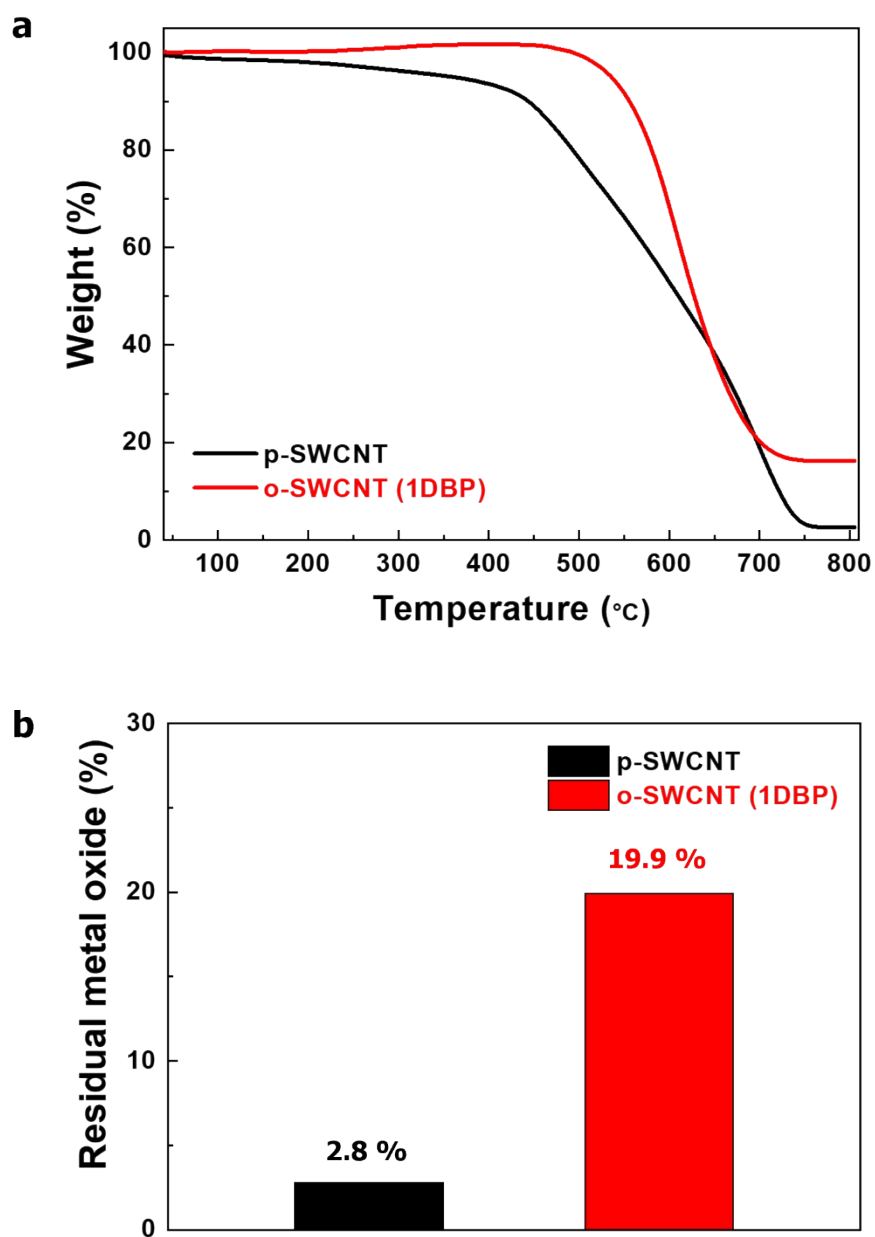 a
100
80
60
40
20
0
Weight (%)
p-SWCNT
o-SWCNT (1DBP)
100 200 300 400 500 600 700 800
Temperature (°C)
b
30
20
10
0
Residual metal oxide (%)
p-SWCNT
o-SWCNT (1DBP)
19.9 %
2.8 %